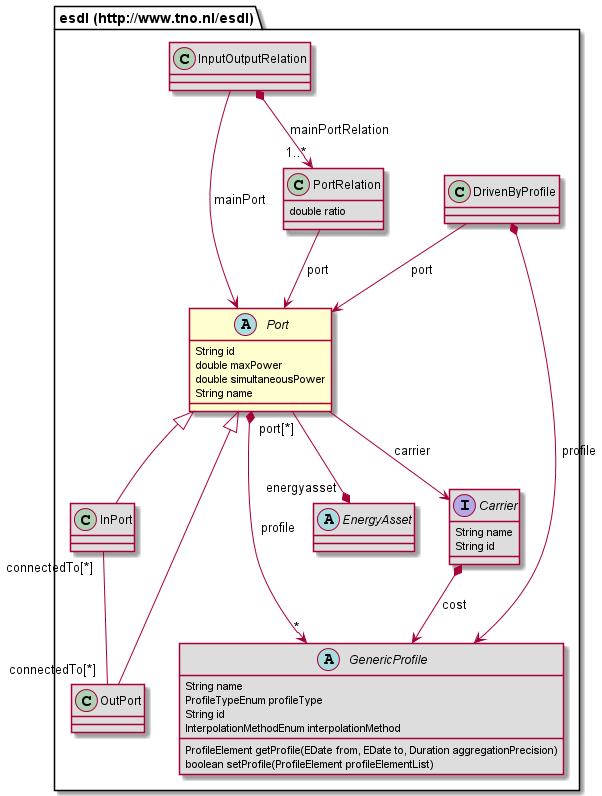 esdl (http://www.tno.nl/esdl)
C InputOutputRelation
mainPortRelation
1..*
C PortRelation
double ratio
C DrivenByProfile
mainPort
port
port
A Port
String id
double maxPower
double simultaneousPower
String name
port[*]
carrier
profile
energyasset
C InPort
A EnergyAsset
I Carrier
String name
String id
profile
connectedTo[*]
cost
*
connectedTo[*]
C OutPort
A GenericProfile
String name
ProfileTypeEnum profileType
String id
InterpolationMethodEnum interpolationMethod
ProfileElement getProfile(EDate from, EDate to, Duration aggregationPrecision)
boolean setProfile(ProfileElement profileElementList)